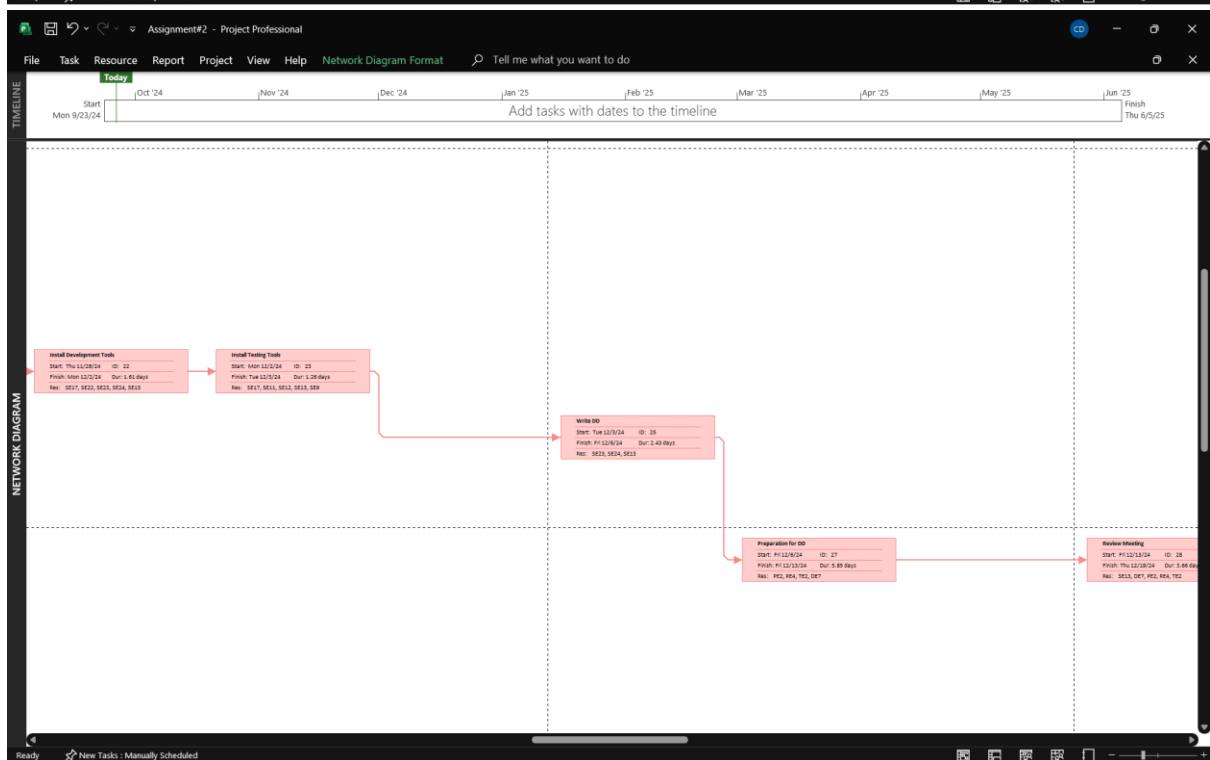 Assignment#2 - Project Professional
CD
File Task Resource Report Project View Help Network Diagram Format Tell me what you want to do
Today
Oct '24 Nov '24 Dec '24 Jan '25 Feb '25 Mar '25 Apr '25 May '25 Jun '25
TIMELINE
Start
Mon 9/23/24
Add tasks with dates to the timeline
Finish
Thu 6/5/25
NETWORK DIAGRAM
Install Development Tools
Start: Thu 11/28/24 ID: 22
Finish: Mon 12/2/24 Dur: 1.61 days
Res: SE17, SE22, SE23, SE24, SE15
Install Testing Tools
Start: Mon 12/2/24 ID: 23
Finish: Tue 12/3/24 Dur: 1.26 days
Res: SE17, SE11, SE12, SE13, SE9
Write DD
Start: Tue 12/3/24 ID: 25
Finish: Fri 12/6/24 Dur: 2.43 days
Res: SE23, SE24, SE13
Preparation for DD
Start: Fri 12/6/24 ID: 27
Finish: Fri 12/13/24 Dur: 5.85 days
Res: PE2, RE4, TE2, DE7
Review Meeting
Start: Fri 12/13/24 ID: 28
Finish: Thu 12/19/24 Dur: 3.66 day
Res: SE13, DE7, PE2, RE4, TE2
Ready New Tasks : Manually Scheduled